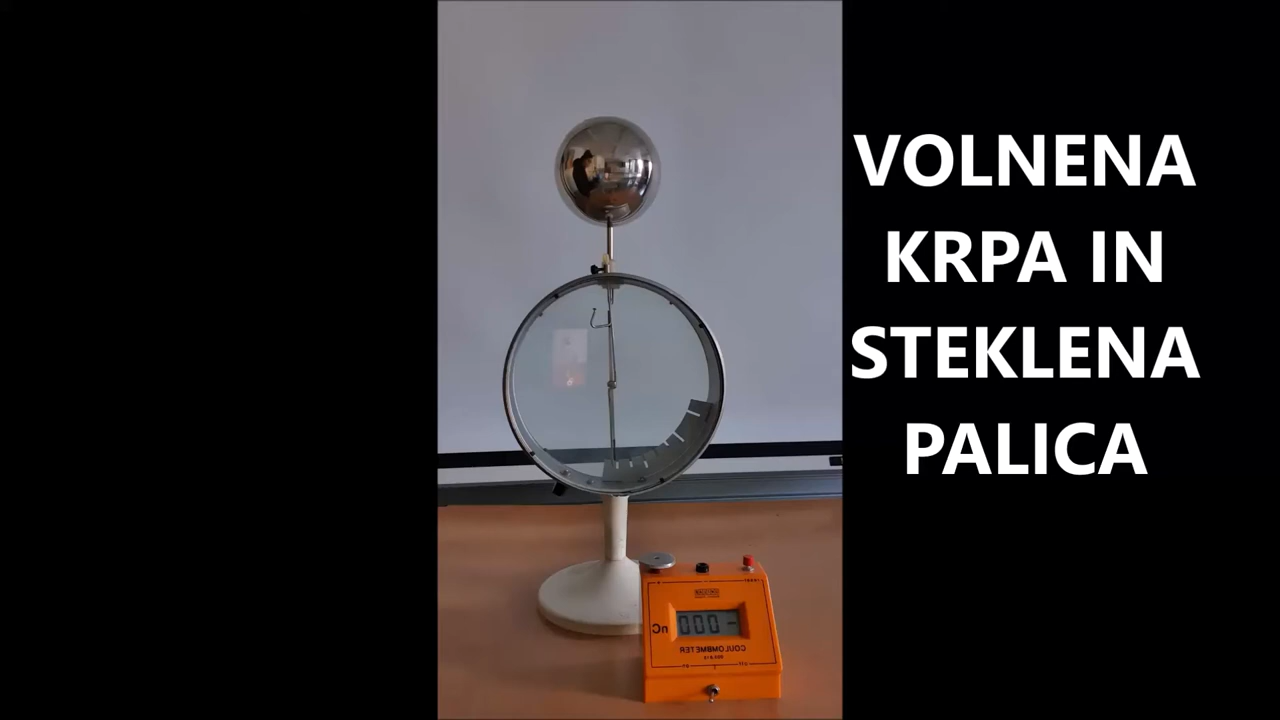 VOLNENA
KRPA IN
STEKLENA
PALICA
nC
-000
COULOMBMETER